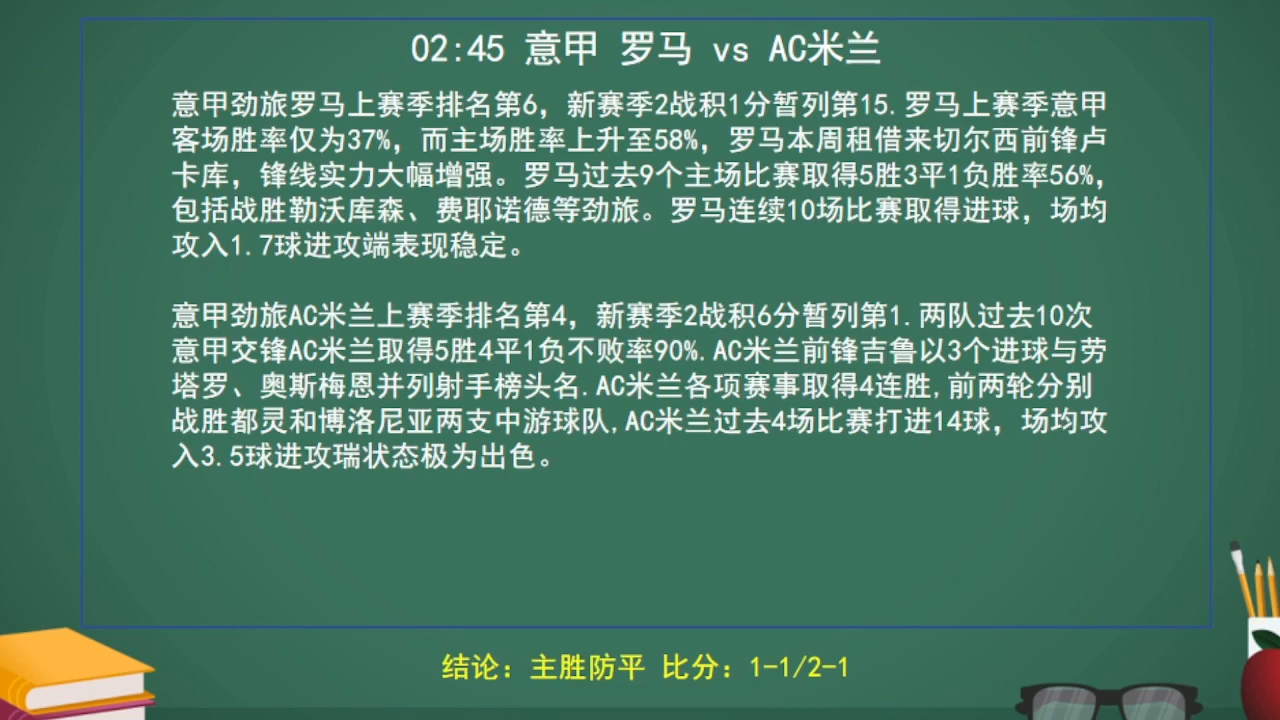 02:45 意甲 罗马 vs AC米兰
意甲劲旅罗马上赛季排名第6，新赛季2战积1分暂列第15.罗马上赛季意甲
客场胜率仅为37%，而主场胜率上升至58%，罗马本周租借来切尔西前锋卢
卡库，锋线实力大幅增强。罗马过去9个主场比赛取得5胜3平1负胜率56%，
包括战胜勒沃库森、费耶诺德等劲旅。罗马连续10场比赛取得进球，场均
攻入1.7球进攻端表现稳定。
意甲劲旅AC米兰上赛季排名第4，新赛季2战积6分暂列第1.两队过去10次
意甲交锋AC米兰取得5胜4平1负不败率90%.AC米兰前锋吉鲁以3个进球与劳
塔罗、奥斯梅恩并列射手榜头名.AC米兰各项赛事取得4连胜,前两轮分别
战胜都灵和博洛尼亚两支中游球队,AC米兰过去4场比赛打进14球，场均攻
入3.5球进攻瑞状态极为出色。
结论：主胜防平 比分：1-1/2-1